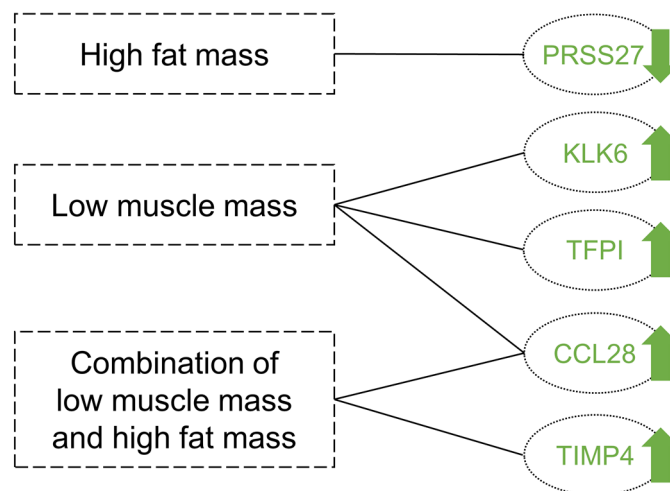 High fat mass
PRSS27
KLK6
Low muscle mass
TFPI
CCL28
Combination of
low muscle mass
and high fat mass
TIMP4